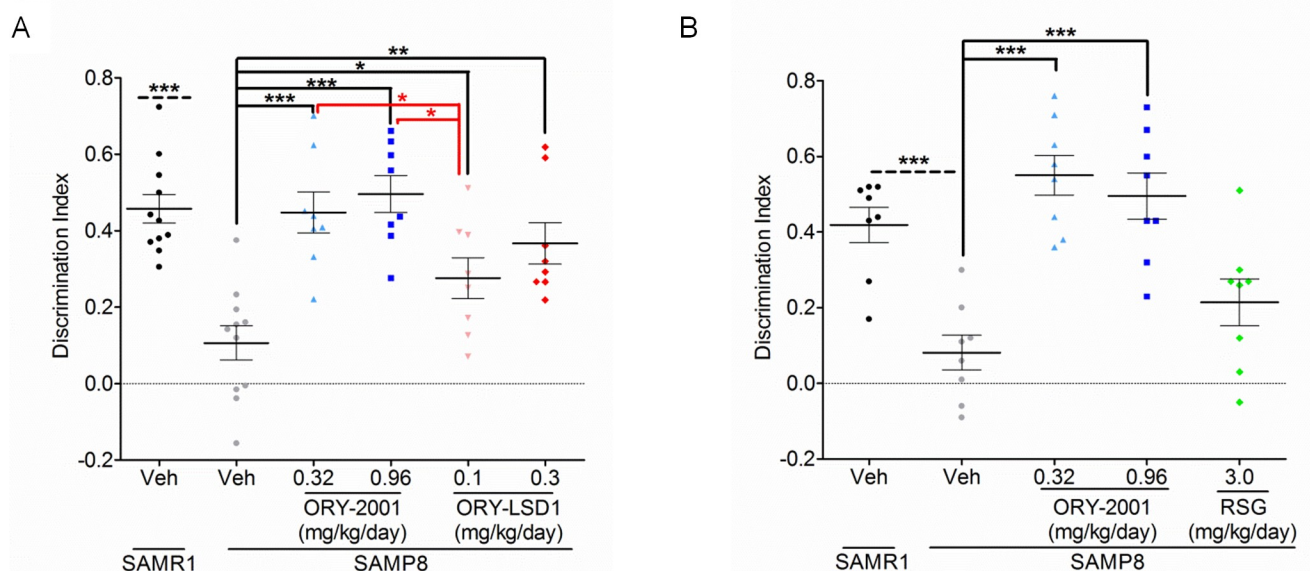 A
B
**
*
***
***
*
*
***
0.8
0.6
0.4
0.2
0.0
-0.2
Discrimination Index
Veh Veh 0.32 0.96 0.1 0.3
ORY-2001 ORY-LSD1
(mg/kg/day) (mg/kg/day)
SAMR1 SAMP8
***
***
***
0.8
0.6
0.4
0.2
0.0
-0.2
Discrimination Index
Veh Veh 0.32 0.96 3.0
ORY-2001 RSG
(mg/kg/day) (mg/kg/day)
SAMR1 SAMP8